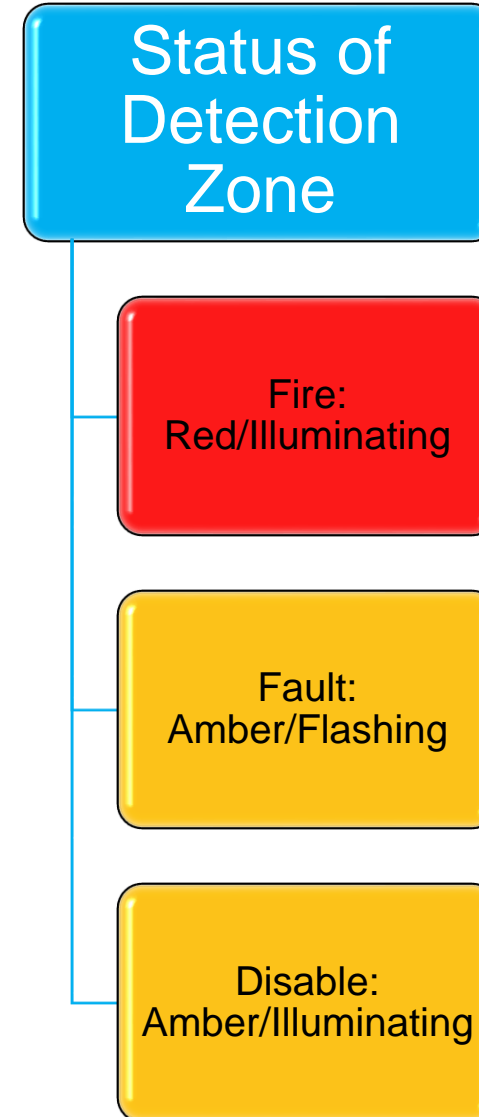 Status of
Detection
Zone
Fire:
Red/Illuminating
Fault:
Amber/Flashing
Disable:
Amber/Illuminating